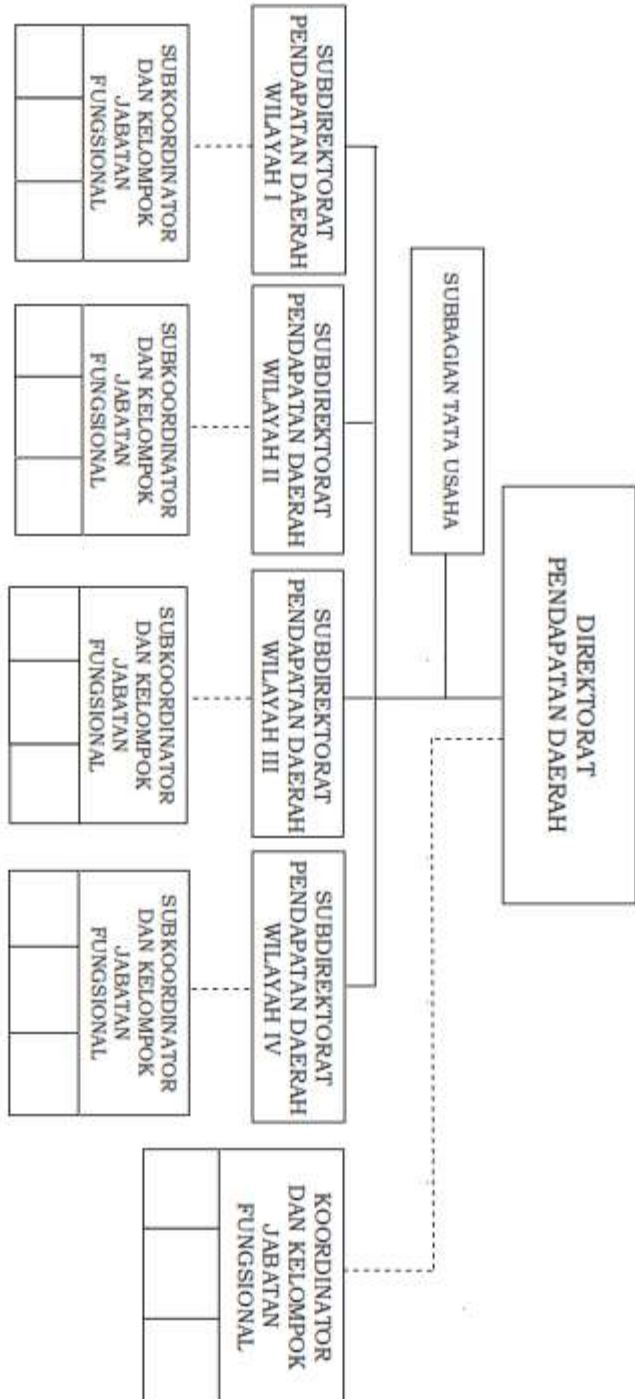 DIREKTORAT
PENDAPATAN DAERAH
SUBBAGIAN TATA USAHA
SUBDIREKTORAT
PENDAPATAN DAERAH
WILAYAH I
SUBDIREKTORAT
PENDAPATAN DAERAH
WILAYAH II
SUBDIREKTORAT
PENDAPATAN DAERAH
WILAYAH III
SUBDIREKTORAT
PENDAPATAN DAERAH
WILAYAH IV
KOORDINATOR
DAN KELOMPOK
JABATAN
FUNGSIONAL
SUBKOORDINATOR
DAN KELOMPOK
JABATAN
FUNGSIONAL
SUBKOORDINATOR
DAN KELOMPOK
JABATAN
FUNGSIONAL
SUBKOORDINATOR
DAN KELOMPOK
JABATAN
FUNGSIONAL
SUBKOORDINATOR
DAN KELOMPOK
JABATAN
FUNGSIONAL